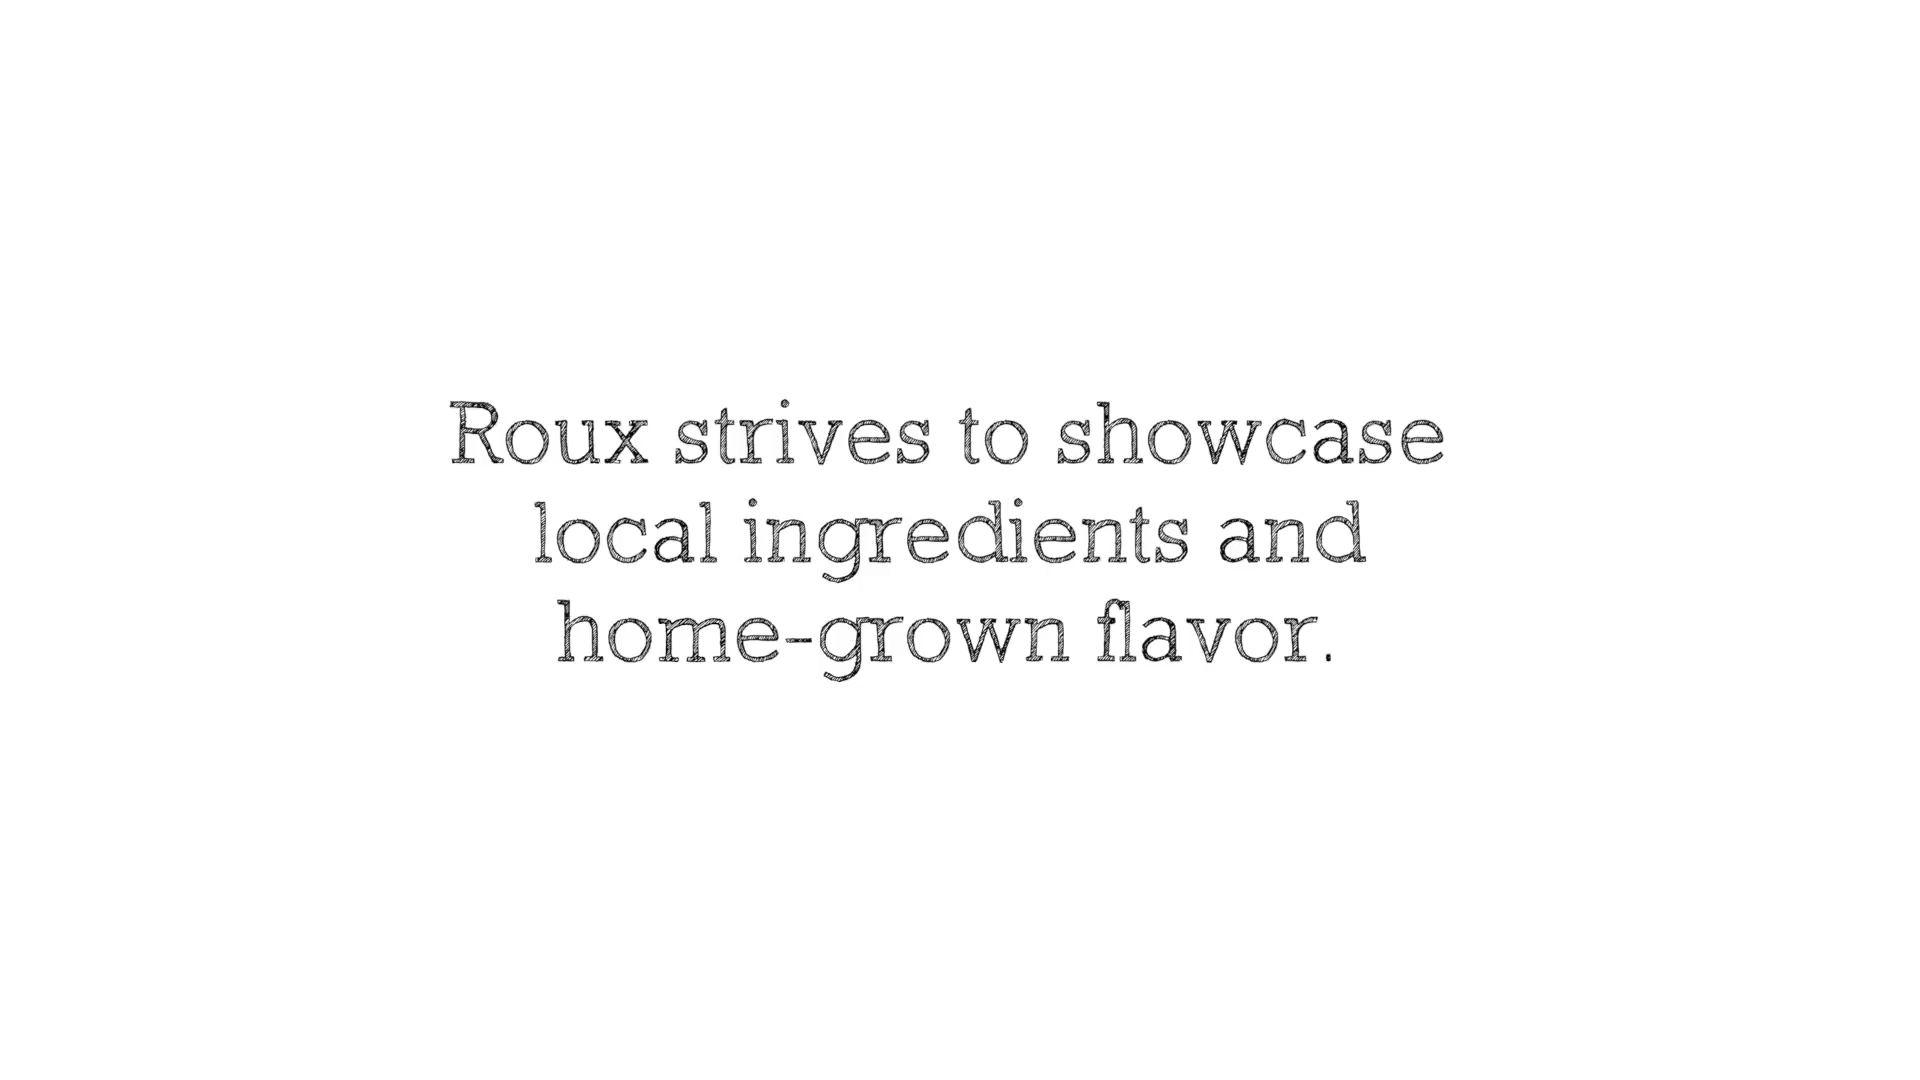 Roux strives to showcase
local ingredients and
home-grown flavor.